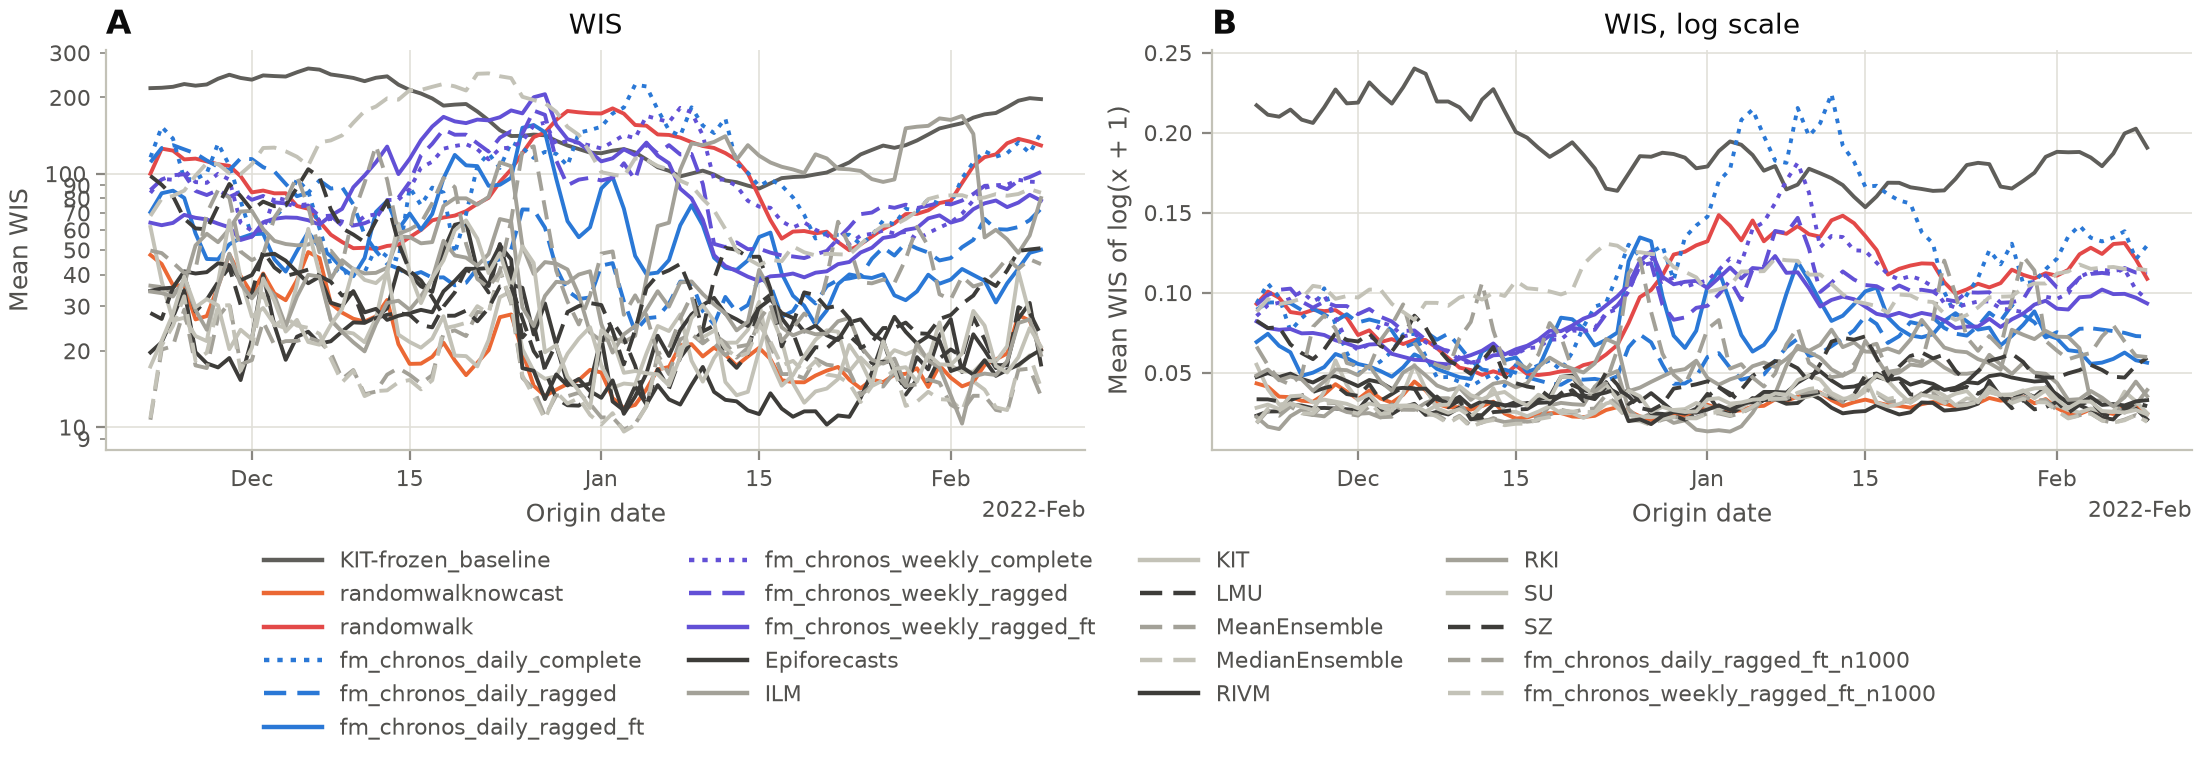 A WIS
300
200
100
90
80
70
60
50
40
30
20
10
9
Mean WIS
Dec 15 Jan 15 Feb
2022-Feb
Origin date
B WIS, log scale
0.25
0.20
0.15
0.10
0.05
Mean WIS of log(x + 1)
Dec 15 Jan 15 Feb
2022-Feb
Origin date
KIT-frozen_baseline
randomwalknowcast
randomwalk
fm_chronos_daily_complete
fm_chronos_daily_ragged
fm_chronos_daily_ragged_ft
fm_chronos_weekly_complete
fm_chronos_weekly_ragged
fm_chronos_weekly_ragged_ft
Epiforecasts
ILM
KIT
LMU
MeanEnsemble
MedianEnsemble
RIVM
RKI
SU
SZ
fm_chronos_daily_ragged_ft_n1000
fm_chronos_weekly_ragged_ft_n1000